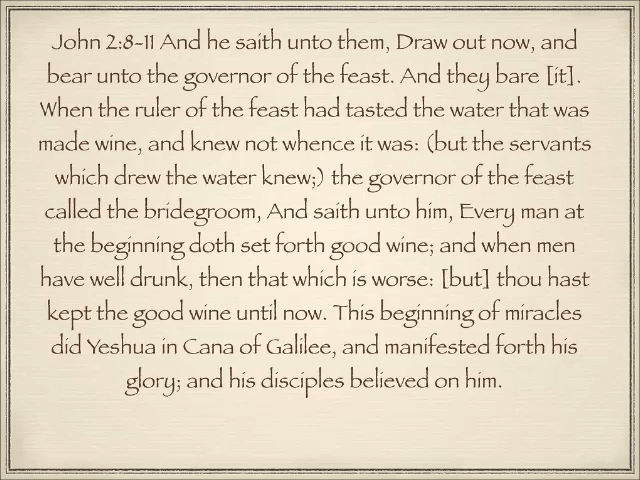 John 2:8-11 And he saith unto them, Draw out now, and
bear unto the governor of the feast. And they bare [it].
When the ruler of the feast had tasted the water that was
made wine, and knew not whence it was: (but the servants
which drew the water knew;) the governor of the feast
called the bridegroom, And saith unto him, Every man at
the beginning doth set forth good wine; and when men
have well drunk, then that which is worse: [but] thou hast
kept the good wine until now. This beginning of miracles
did Yeshua in Cana of Galilee, and manifested forth his
glory; and his disciples believed on him.